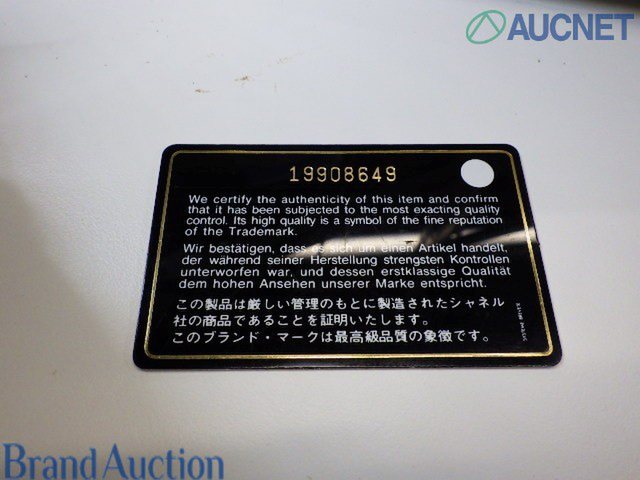 AUCNET
19908649
We certify the authenticity of this item and confirm
that it has been subjected to the most exacting quality
control. Its high quality is a symbol of the fine reputation
of the Trademark.
Wir bestätigen, dass es sich um einen Artikel handelt,
der während seiner Herstellung strengsten Kontrollen
unterworfen war, und dessen erstklassige Qualität
dem hohen Ansehen unserer Marke entspricht.
この製品は厳しい管理のもとに製造されたシャネル
社の商品であることを証明いたします。
このブランド・マークは最高級品質の象徴です。
Brand Auction